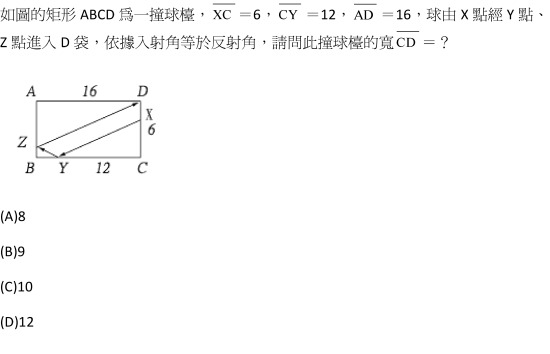 如圖的矩形 ABCD 為一撞球檯，XC ＝6，CY ＝12，AD ＝16，球由 X 點經 Y 點、
Z 點進入 D 袋，依據入射角等於反射角，請問此撞球檯的寬 CD ＝？
A 16 D
X
6
Z
B Y 12 C
(A)8
(B)9
(C)10
(D)12